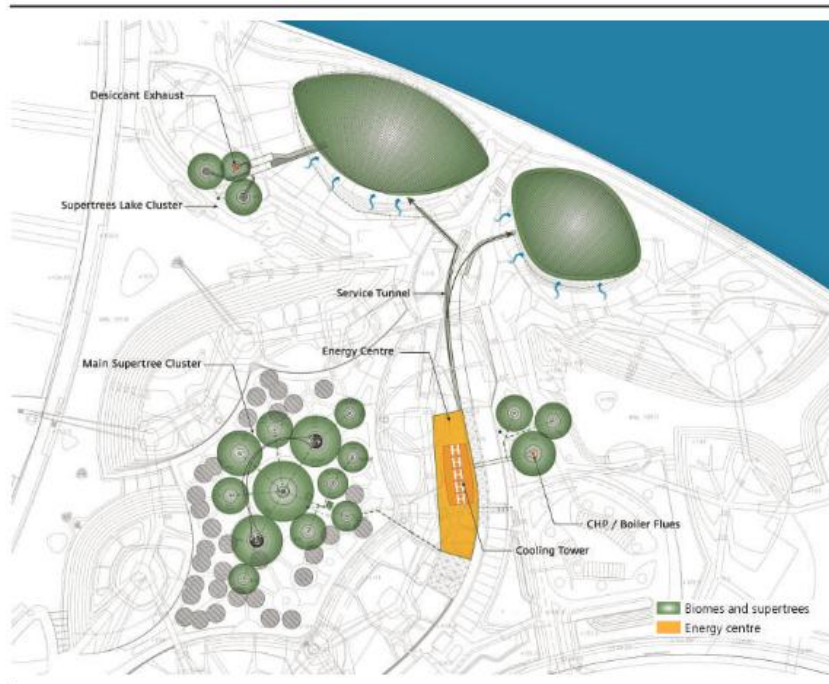 Desiccant Exhaust
Supertrees Lake Cluster
Service Tunnel
Energy Centre
Main Supertree Cluster
CHP / Boiler Flues
Cooling Tower
Biomes and supertrees
Energy centre